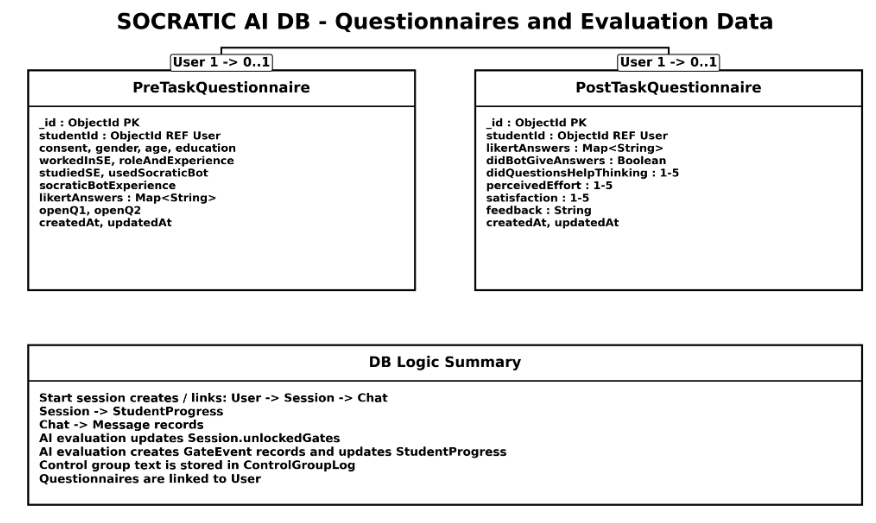 SOCRATIC AI DB - Questionnaires and Evaluation Data
User 1 -> 0..1
User 1 -> 0..1
PreTaskQuestionnaire
_id : ObjectId PK
studentId : ObjectId REF User
consent, gender, age, education
workedInSE, roleAndExperience
studiedSE, usedSocraticBot
socraticBotExperience
likertAnswers : Map<String>
openQ1, openQ2
createdAt, updatedAt
PostTaskQuestionnaire
_id : ObjectId PK
studentId : ObjectId REF User
likertAnswers : Map<String>
didBotGiveAnswers : Boolean
didQuestionsHelpThinking : 1-5
perceivedEffort : 1-5
satisfaction : 1-5
feedback : String
createdAt, updatedAt
DB Logic Summary
Start session creates / links: User -> Session -> Chat
Session -> StudentProgress
Chat -> Message records
AI evaluation updates Session.unlockedGates
AI evaluation creates GateEvent records and updates StudentProgress
Control group text is stored in ControlGroupLog
Questionnaires are linked to User